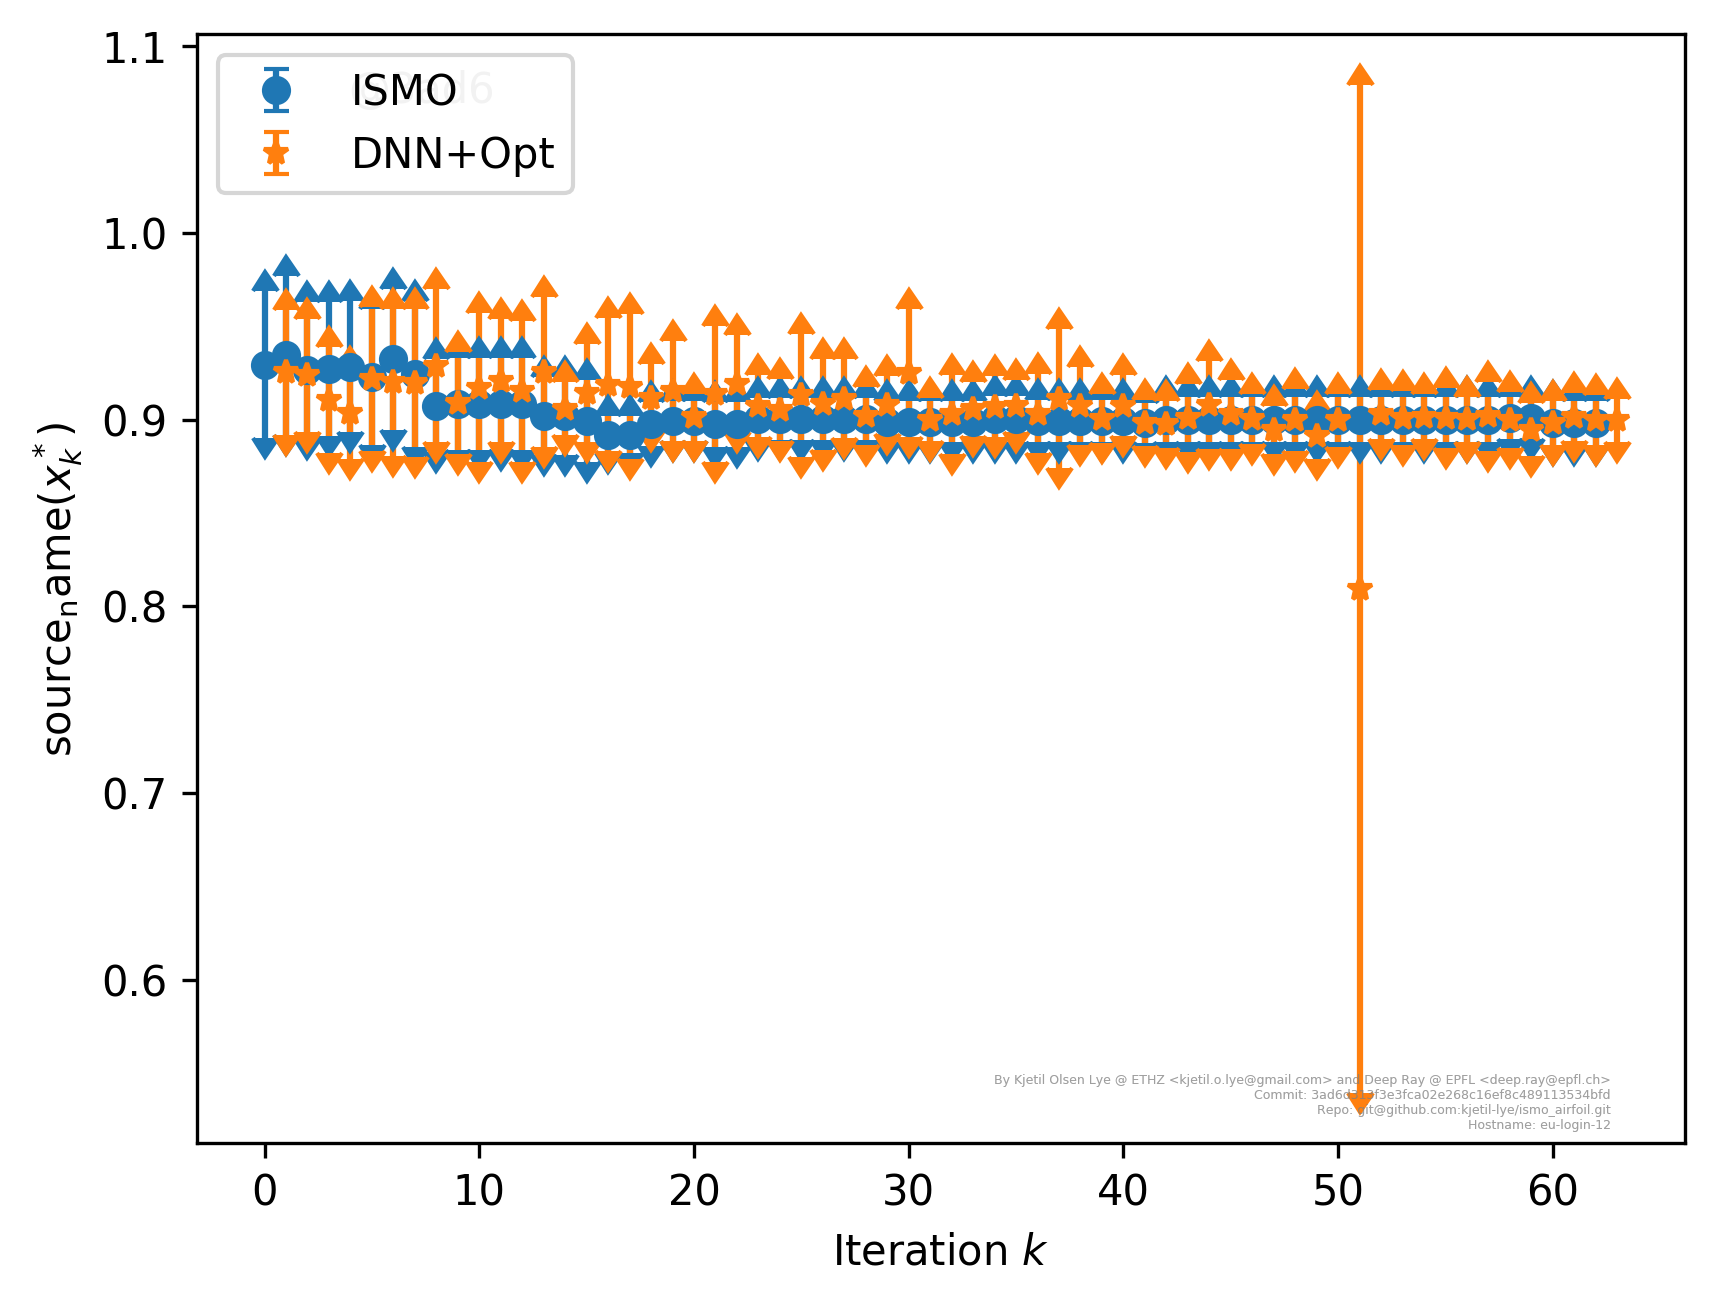 1.1
1.0
0.9
0.8
0.7
0.6
ISMO
DNN+Opt
source_name(x_k^*)
By Kjetil Olsen Lye @ ETHZ <kjetil.o.lye@gmail.com> and Deep Ray @ EPFL <deep.ray@epfl.ch>
Commit: 3ad6d313f3e3fca02e268c16ef8c489113534bfd
Repo: git@github.com:kjetil-lye/ismo_airfoil.git
Hostname: eu-login-12
0 10 20 30 40 50 60
Iteration k